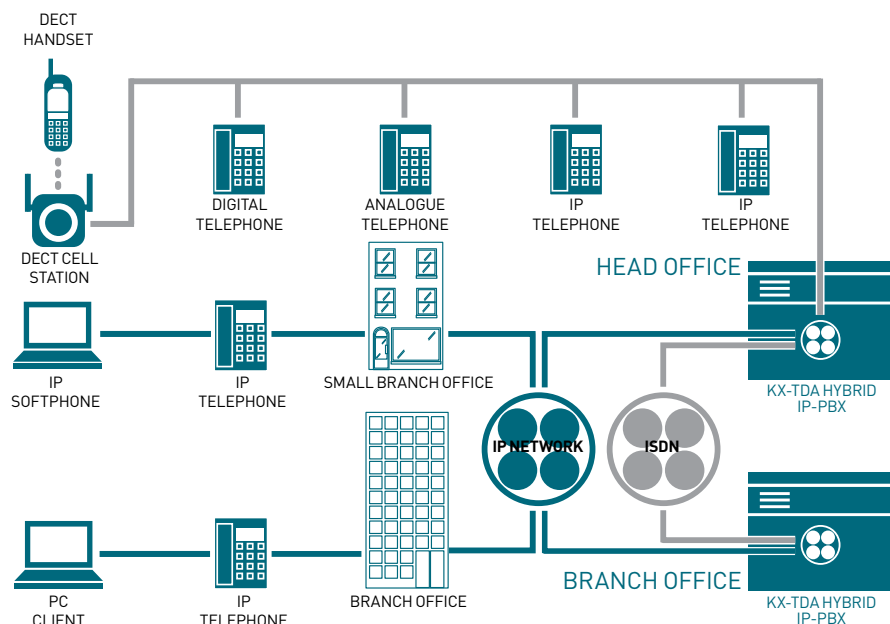 DECT
HANDSET
DIGITAL
TELEPHONE
ANALOGUE
TELEPHONE
IP
TELEPHONE
IP
TELEPHONE
DECT CELL
STATION
HEAD OFFICE
IP
SOFTPHONE
IP
TELEPHONE
SMALL BRANCH OFFICE
KX-TDA HYBRID
IP-PBX
IP NETWORK
ISDN
PC
CLIENT
IP
TELEPHONE
BRANCH OFFICE
BRANCH OFFICE
KX-TDA HYBRID
IP-PBX